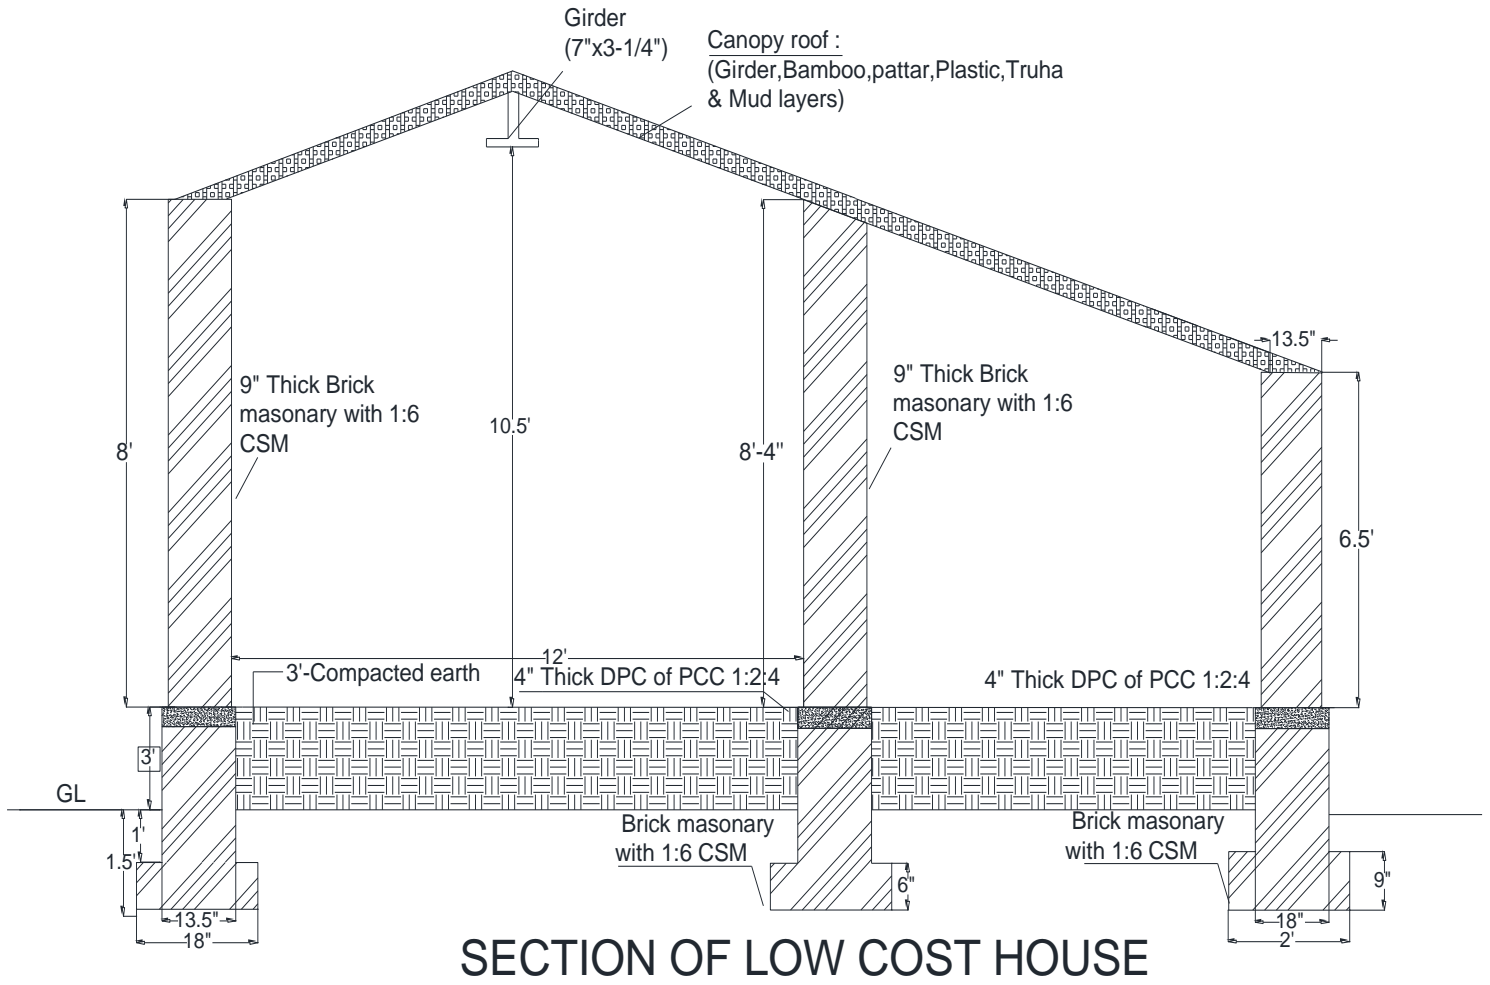 Girder
(7"x3-1/4")
Canopy roof :
(Girder,Bamboo,pattar,Plastic,Truha
& Mud layers)
13.5"
9" Thick Brick
masonary with 1:6
CSM
9" Thick Brick
masonary with 1:6
CSM
8'
10.5'
8'-4"
6.5'
12'
3'-Compacted earth
4" Thick DPC of PCC 1:2:4
4" Thick DPC of PCC 1:2:4
3'
GL
1'
1.5'
Brick masonary
with 1:6 CSM
Brick masonary
with 1:6 CSM
6"
9"
13.5"
18"
18"
2'
SECTION OF LOW COST HOUSE